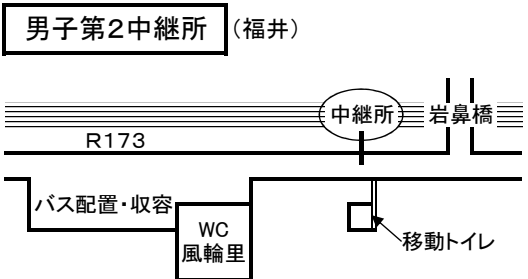 男子第2中継所 (福井)
中継所 岩鼻橋
R173
バス配置・収容
WC
風輪里
移動トイレ